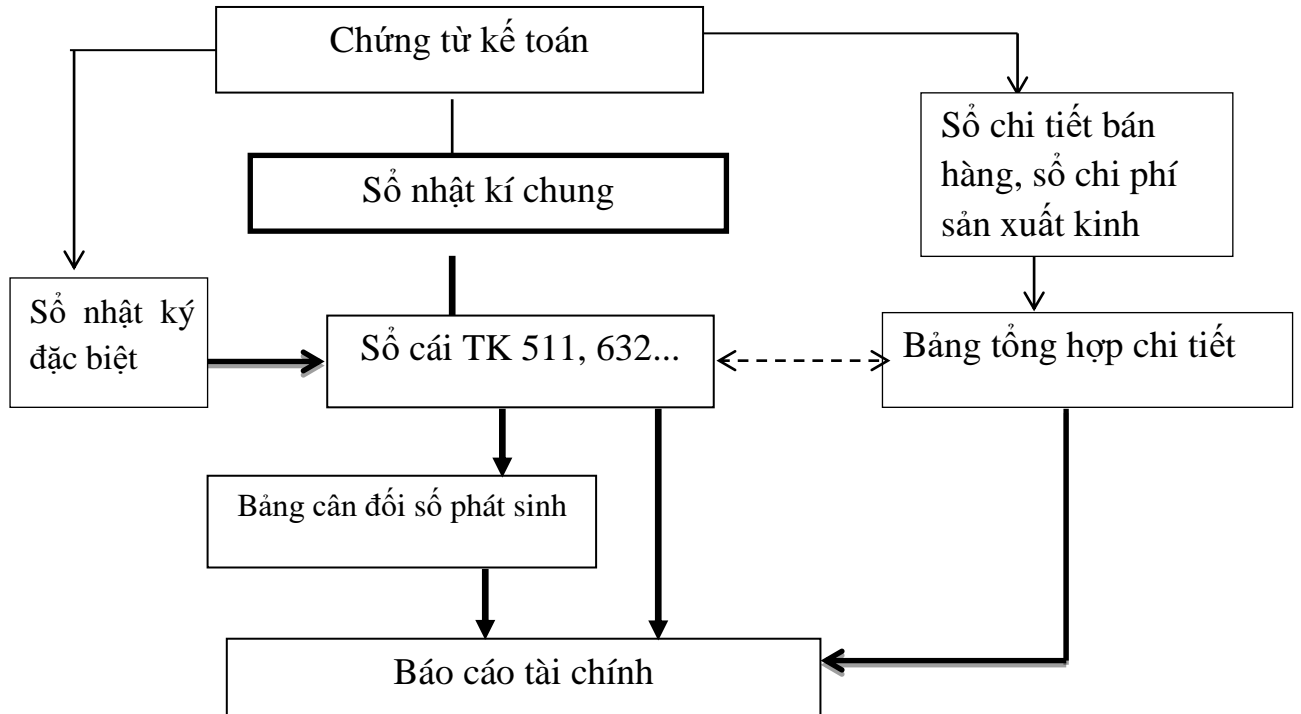 Chứng từ kế toán
Sổ chi tiết bán
hàng, sổ chi phí
sản xuất kinh
Sổ nhật kí chung
Sổ nhật ký
đặc biệt
Sổ cái TK 511, 632...
Bảng tổng hợp chi tiết
Bảng cân đối số phát sinh
Báo cáo tài chính